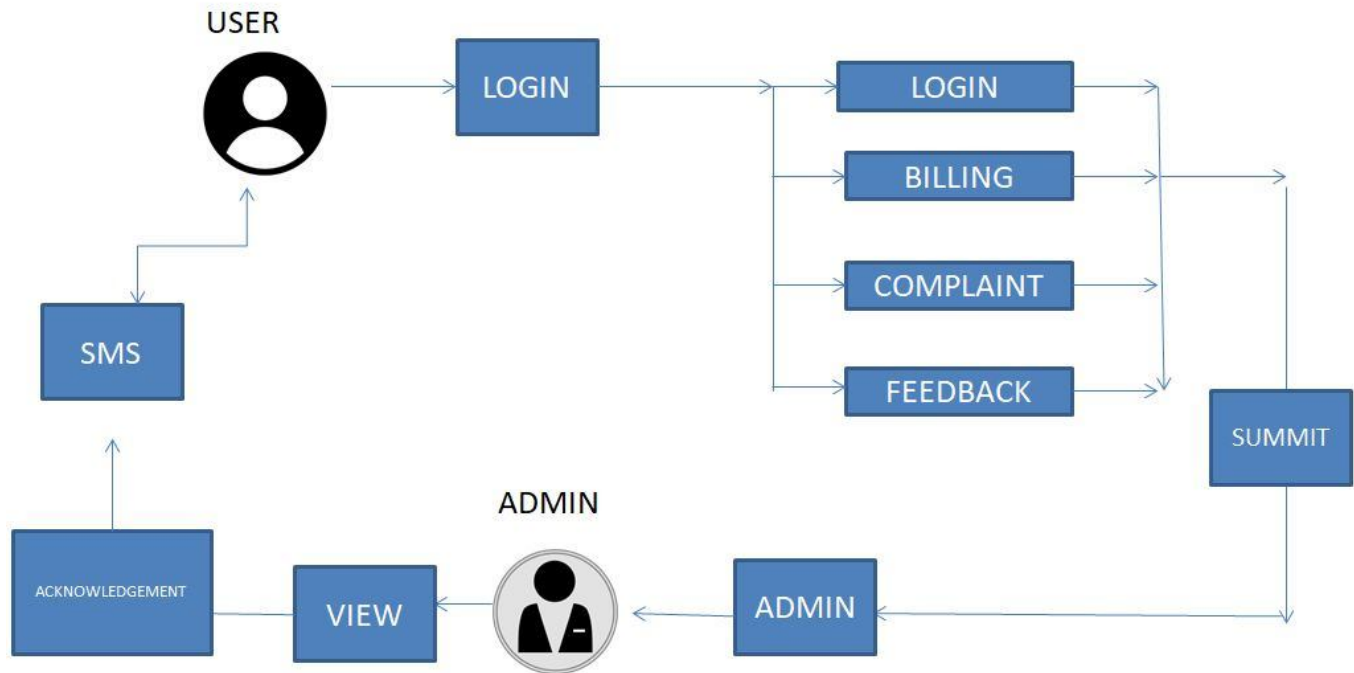 USER
LOGIN
LOGIN
BILLING
COMPLAINT
FEEDBACK
SMS
SUMMIT
ADMIN
ACKNOWLEDGEMENT
VIEW
ADMIN